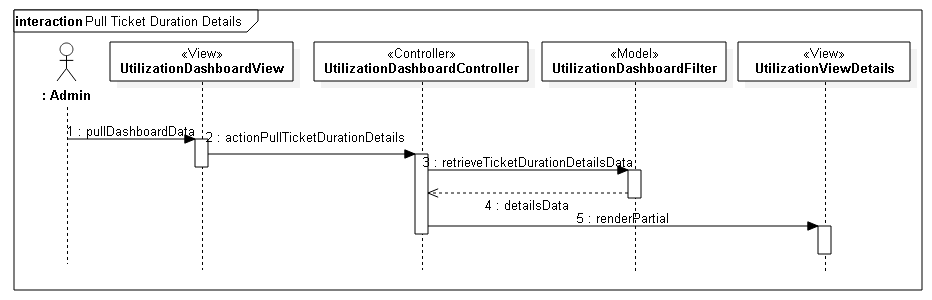 interaction Pull Ticket Duration Details
: Admin
«View»
UtilizationDashboardView
«Controller»
UtilizationDashboardController
«Model»
UtilizationDashboardFilter
«View»
UtilizationViewDetails
1 : pullDashboardData
2 : actionPullTicketDurationDetails
3 : retrieveTicketDurationDetailsData
4 : detailsData
5 : renderPartial